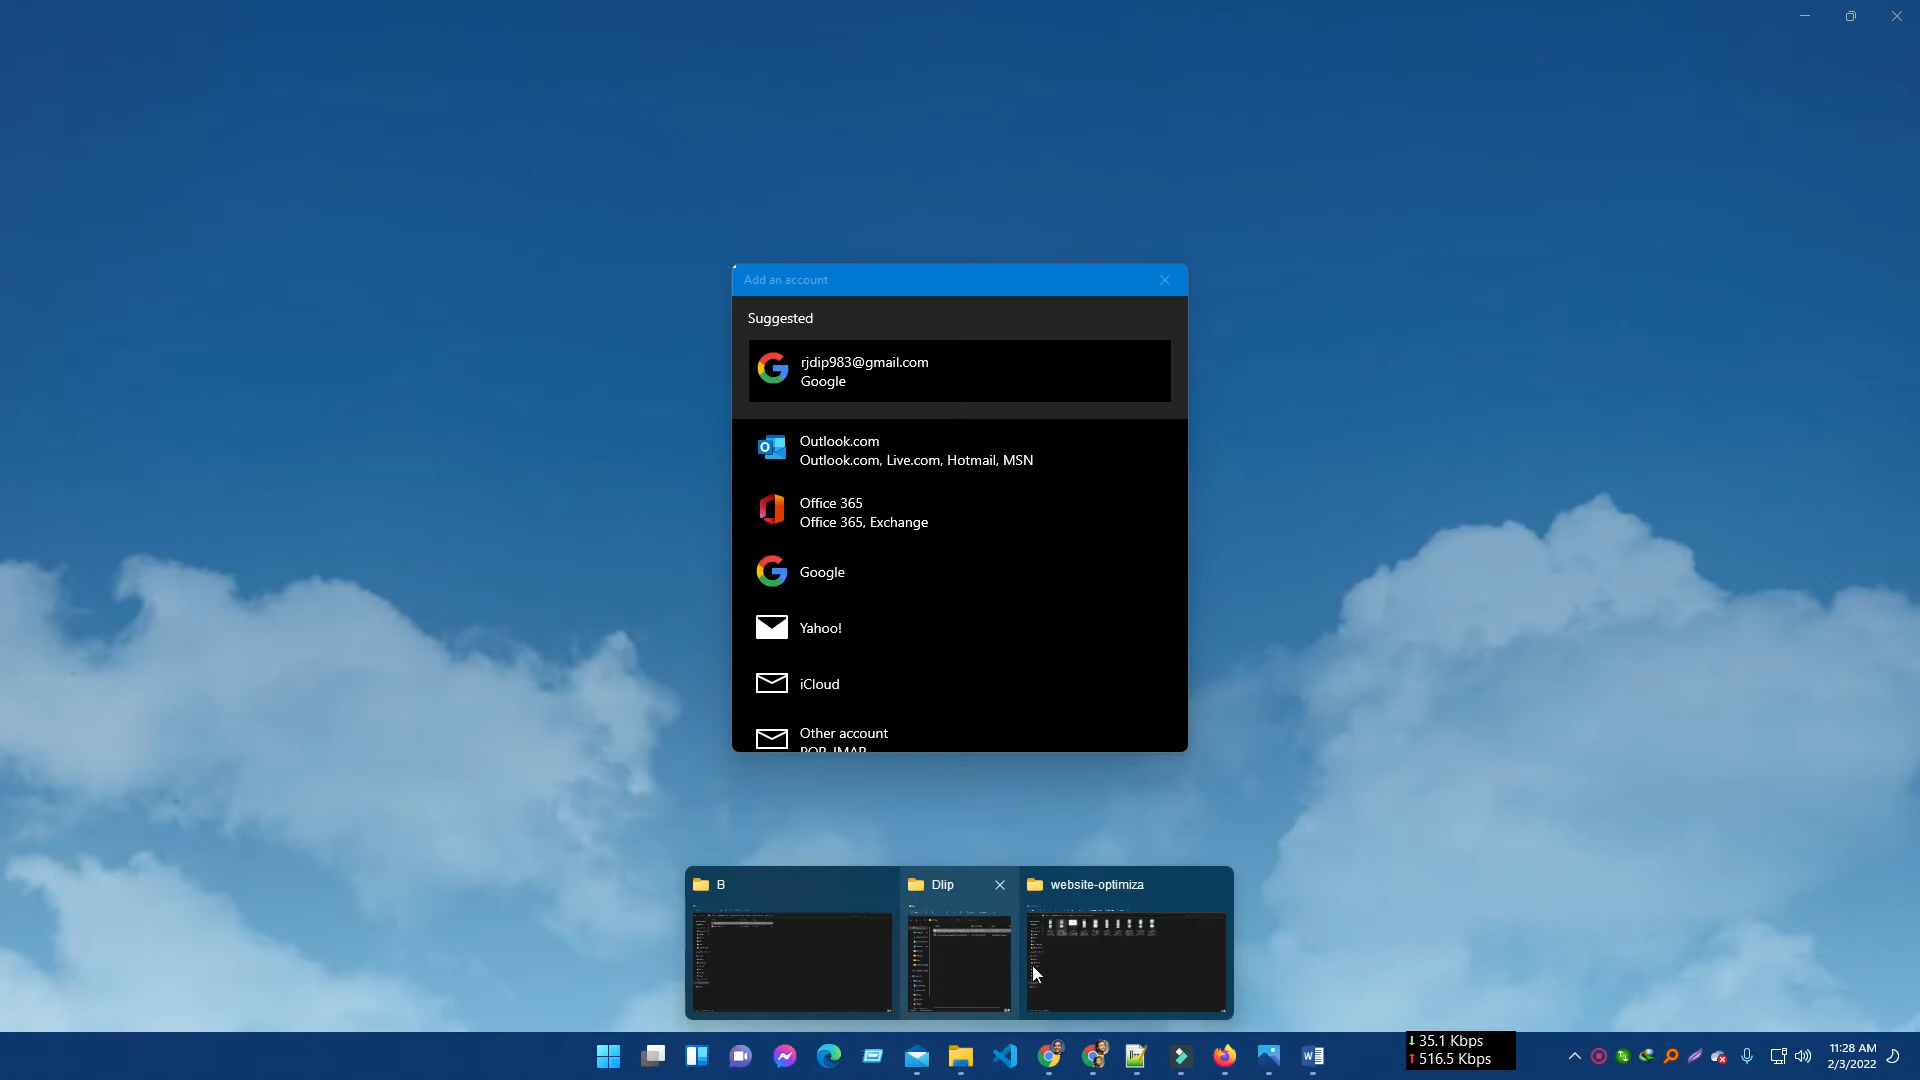 Add an account
Suggested
rjdip983@gmail.com
Google
Outlook.com
Outlook.com, Live.com, Hotmail, MSN
Office 365
Office 365, Exchange
Google
Yahoo!
iCloud
Other account
POP, IMAP
B
Dlip
website-optimiza
35.1 Kbps
516.5 Kbps
11:28 AM
2/3/2022